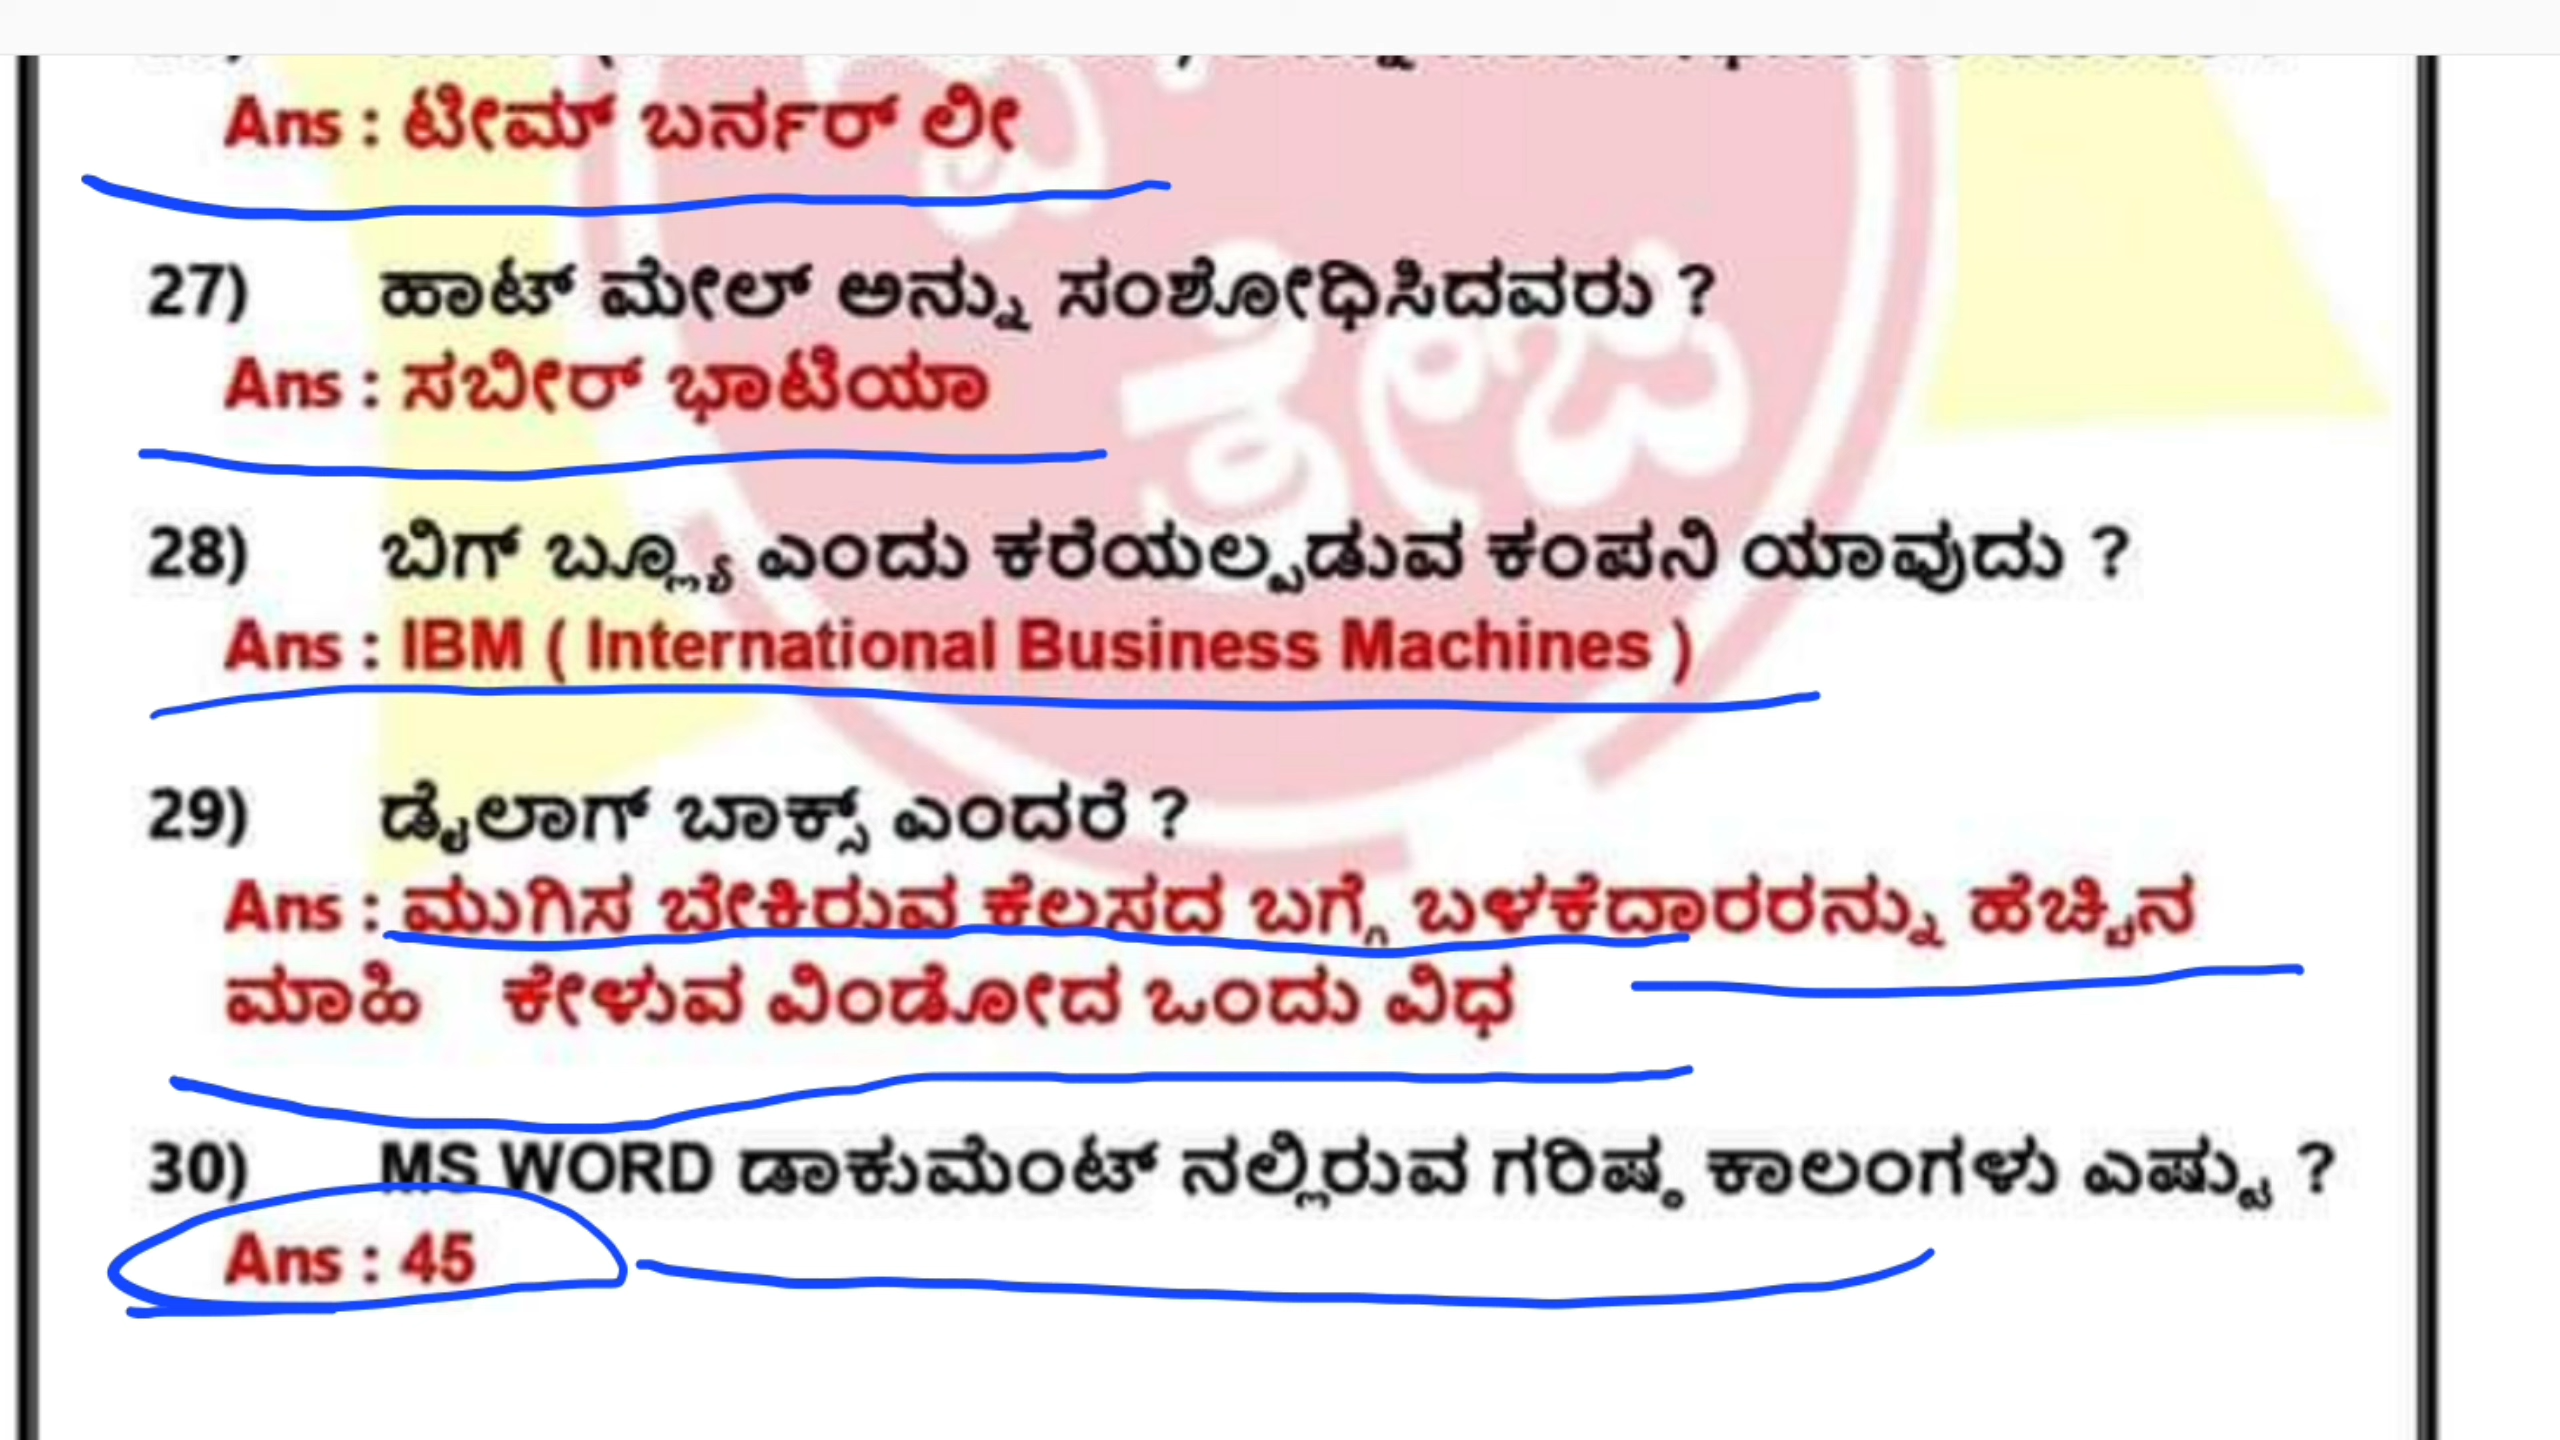 Ans : ಟೀಮ್ ಬರ್ನರ್ ಲೀ
27) ಹಾಟ್ ಮೇಲ್ ಅನ್ನು ಸಂಶೋಧಿಸಿದವರು ?
Ans : ಸಬೀರ್ ಭಾಟಿಯಾ
28) ಬಿಗ್ ಬ್ಲ್ಯೂ ಎಂದು ಕರೆಯಲ್ಪಡುವ ಕಂಪನಿ ಯಾವುದು ?
Ans : IBM ( International Business Machines )
29) ಡೈಲಾಗ್ ಬಾಕ್ಸ್ ಎಂದರೆ ?
Ans : ಮುಗಿಸ ಬೇಕಿರುವ ಕೆಲಸದ ಬಗ್ಗೆ ಬಳಕೆದಾರರನ್ನು ಹೆಚ್ಚಿನ
ಮಾಹಿ ಕೇಳುವ ವಿಂಡೋದ ಒಂದು ವಿಧ
30) MS WORD ಡಾಕುಮೆಂಟ್ ನಲ್ಲಿರುವ ಗರಿಷ್ಠ ಕಾಲಂಗಳು ಎಷ್ಟು ?
Ans : 45